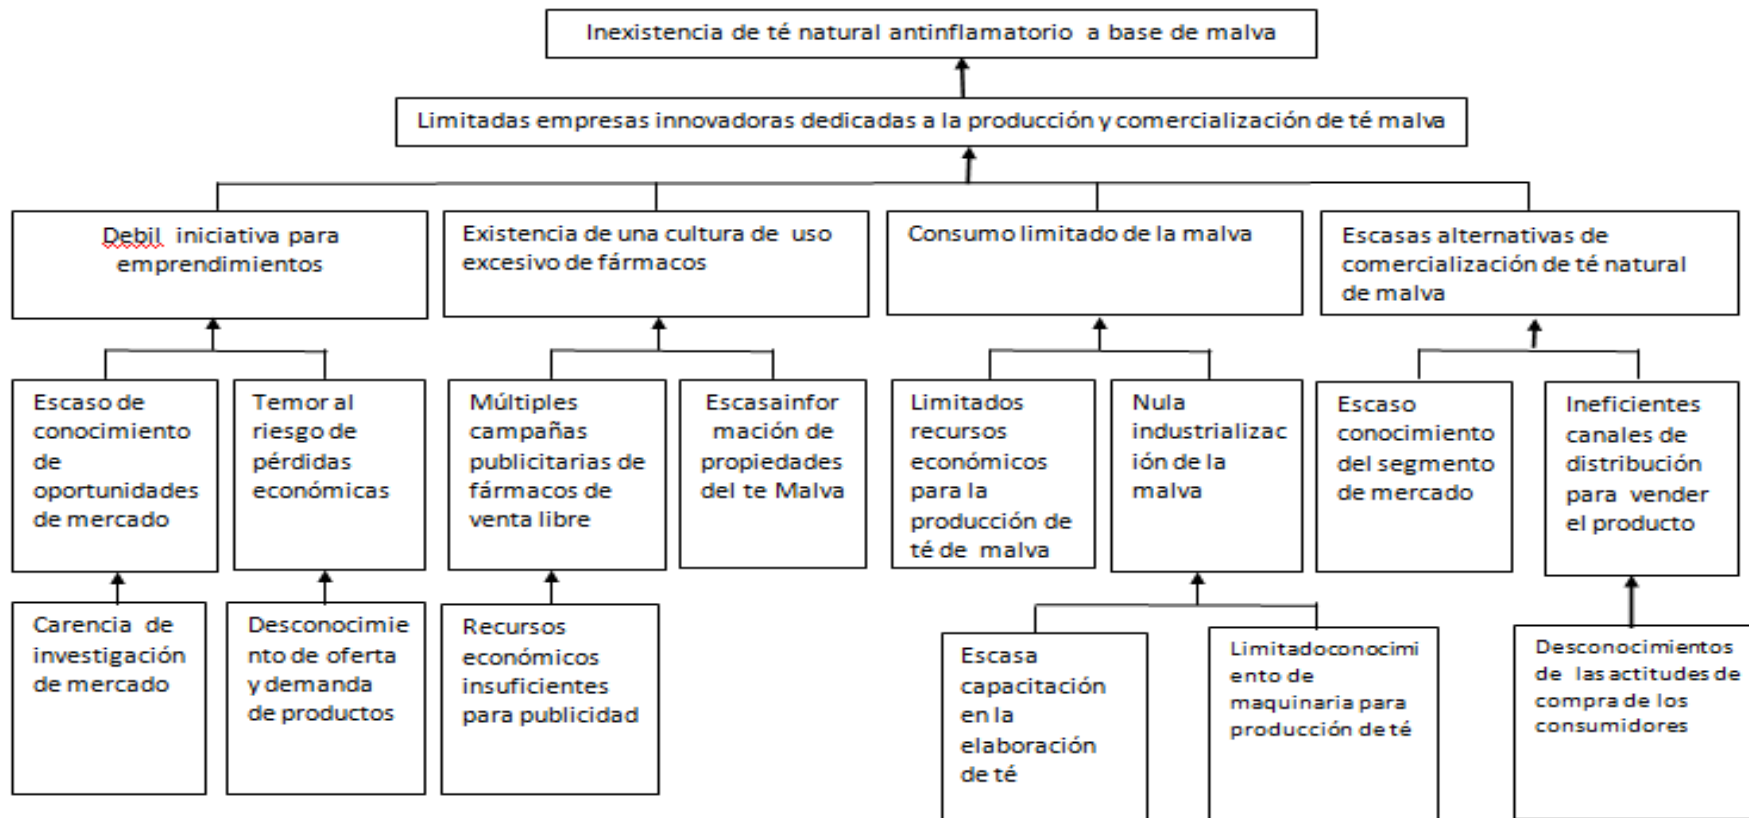 Inexistencia de té natural antinflamatorio a base de malva
Limitadas empresas innovadoras dedicadas a la producción y comercialización de té malva
Debil iniciativa para
emprendimientos
Existencia de una cultura de uso
excesivo de fármacos
Consumo limitado de la malva
Escasas alternativas de
comercialización de té natural
de malva
Escaso de
conocimiento
de
oportunidades
de mercado
Temor al
riesgo de
pérdidas
económicas
Múltiples
campañas
publicitarias de
fármacos de
venta libre
Escasainfor
mación de
propiedades
del te Malva
Limitados
recursos
económicos
para la
producción de
té de malva
Nula
industrializac
ión de la
malva
Escaso
conocimiento
del segmento
de mercado
Ineficientes
canales de
distribución
para vender
el producto
Carencia de
investigación
de mercado
Desconocimie
nto de oferta
y demanda
de productos
Recursos
económicos
insuficientes
para publicidad
Escasa
capacitación
en la
elaboración
de té
Limitadoconocimi
ento de
maquinaria para
producción de té
Desconocimientos
de las actitudes de
compra de los
consumidores